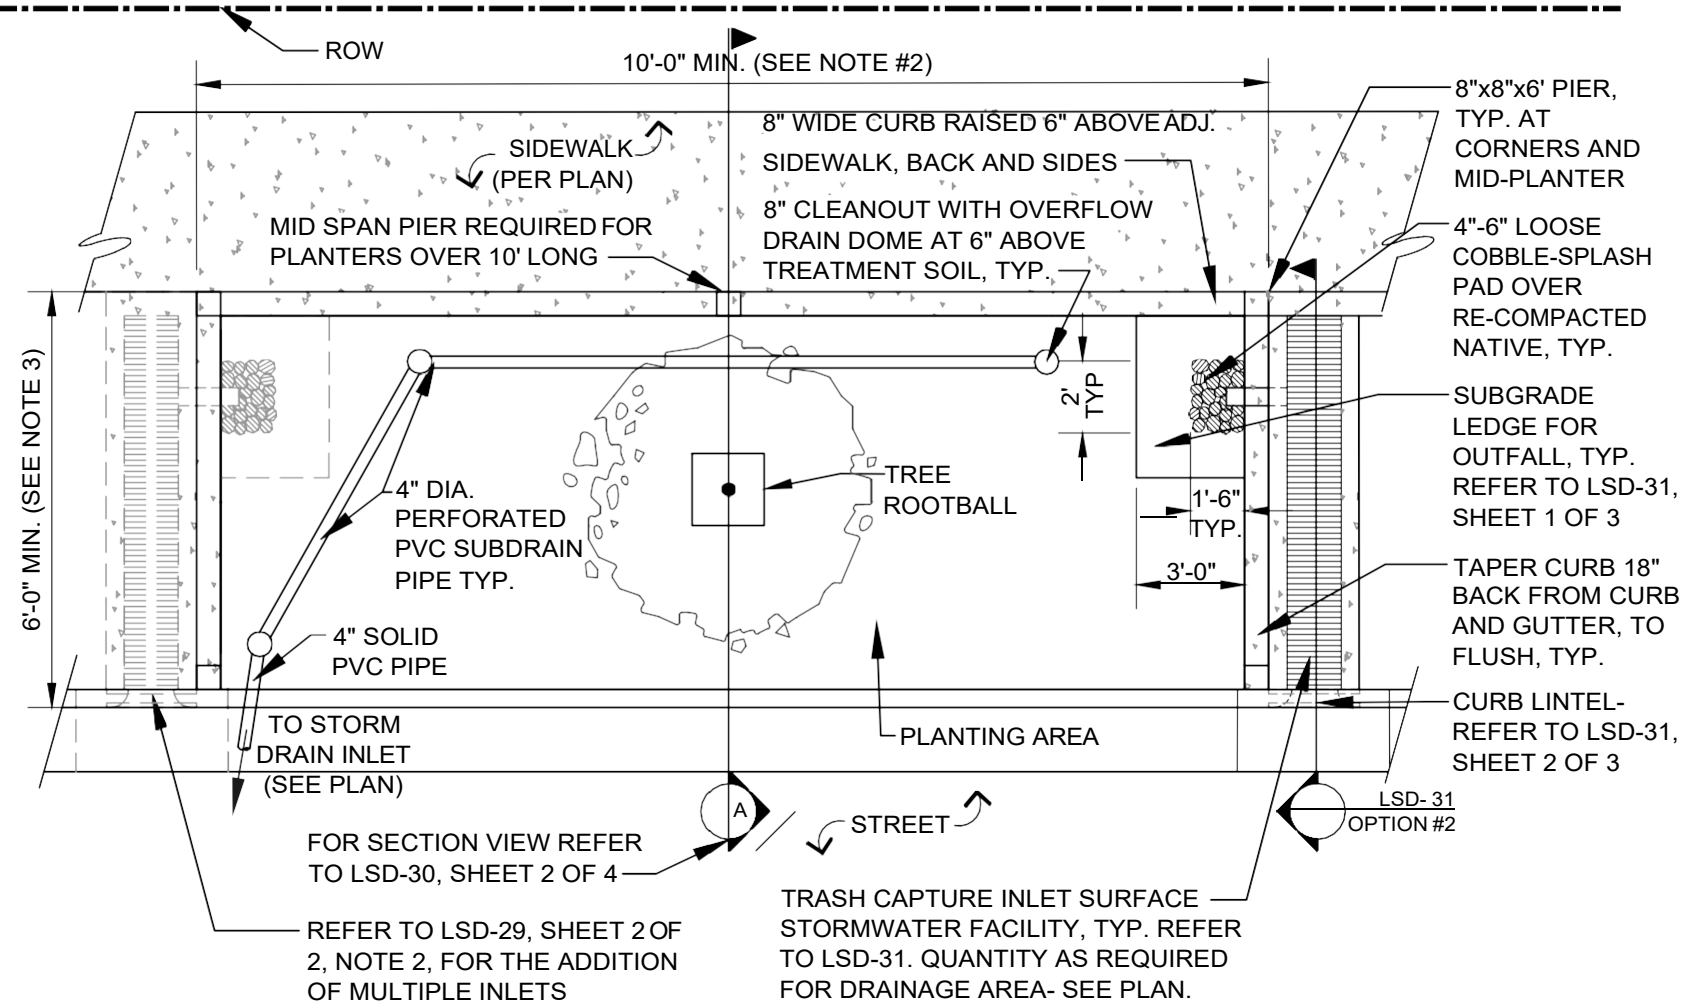 ROW
10'-0" MIN. (SEE NOTE #2)
SIDEWALK
(PER PLAN)
8" WIDE CURB RAISED 6" ABOVE ADJ.
SIDEWALK, BACK AND SIDES
8" CLEANOUT WITH OVERFLOW
DRAIN DOME AT 6" ABOVE
TREATMENT SOIL, TYP.
MID SPAN PIER REQUIRED FOR
PLANTERS OVER 10' LONG
8"x8"x6' PIER,
TYP. AT
CORNERS AND
MID-PLANTER
4"-6" LOOSE
COBBLE-SPLASH
PAD OVER
RE-COMPACTED
NATIVE, TYP.
6'-0" MIN. (SEE NOTE 3)
2'
TYP
SUBGRADE
LEDGE FOR
OUTFALL, TYP.
REFER TO LSD-31,
SHEET 1 OF 3
TREE
ROOTBALL
4" DIA.
PERFORATED
PVC SUBDRAIN
PIPE TYP.
1'-6"
TYP.
3'-0"
TAPER CURB 18"
BACK FROM CURB
AND GUTTER, TO
FLUSH, TYP.
4" SOLID
PVC PIPE
CURB LINTEL-
REFER TO LSD-31,
SHEET 2 OF 3
TO STORM
DRAIN INLET
(SEE PLAN)
PLANTING AREA
A
STREET
LSD- 31
OPTION #2
FOR SECTION VIEW REFER
TO LSD-30, SHEET 2 OF 4
REFER TO LSD-29, SHEET 2 OF
2, NOTE 2, FOR THE ADDITION
OF MULTIPLE INLETS
TRASH CAPTURE INLET SURFACE
STORMWATER FACILITY, TYP. REFER
TO LSD-31. QUANTITY AS REQUIRED
FOR DRAINAGE AREA- SEE PLAN.